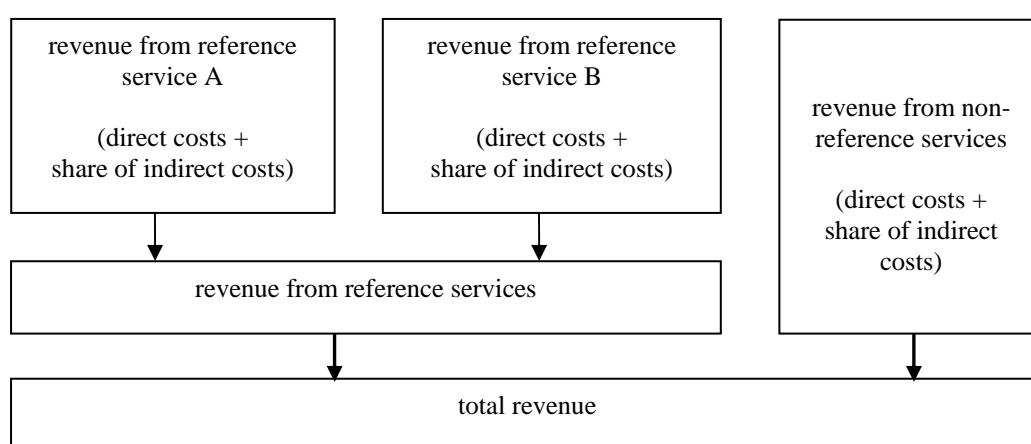 revenue from reference
service A
(direct costs +
share of indirect costs)
revenue from reference
service B
(direct costs +
share of indirect costs)
revenue from non-
reference services
(direct costs +
share of indirect
costs)
revenue from reference services
total revenue